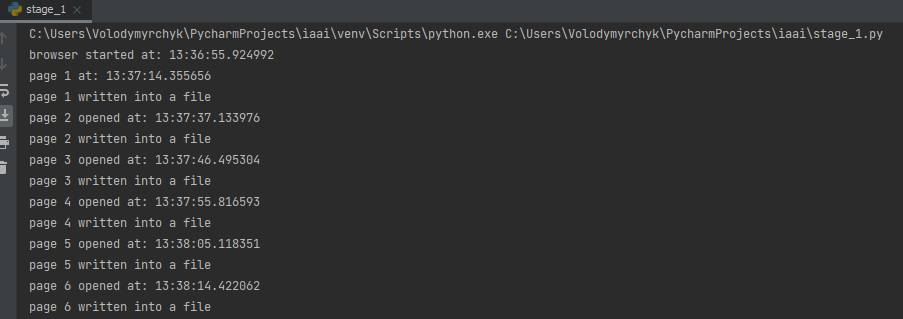 stage_1
C:\Users\Volodymyrchyk\PycharmProjects\iaai\venv\Scripts\python.exe C:\Users\Volodymyrchyk\PycharmProjects\iaai\stage_1.py
browser started at: 13:36:55.924992
page 1 at: 13:37:14.355656
page 1 written into a file
page 2 opened at: 13:37:37.133976
page 2 written into a file
page 3 opened at: 13:37:46.495304
page 3 written into a file
page 4 opened at: 13:37:55.816593
page 4 written into a file
page 5 opened at: 13:38:05.118351
page 5 written into a file
page 6 opened at: 13:38:14.422062
page 6 written into a file